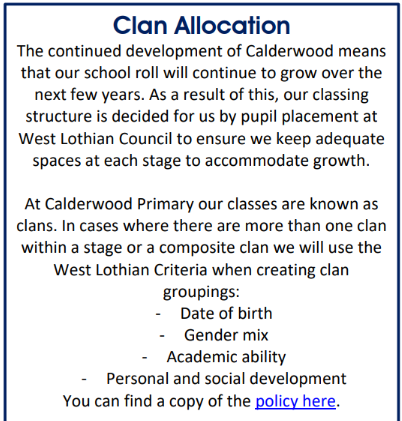 Clan Allocation
The continued development of Calderwood means
that our school roll will continue to grow over the
next few years. As a result of this, our classing
structure is decided for us by pupil placement at
West Lothian Council to ensure we keep adequate
spaces at each stage to accommodate growth.
At Calderwood Primary our classes are known as
clans. In cases where there are more than one clan
within a stage or a composite clan we will use the
West Lothian Criteria when creating clan
groupings:
- Date of birth
- Gender mix
- Academic ability
- Personal and social development
You can find a copy of the policy here.